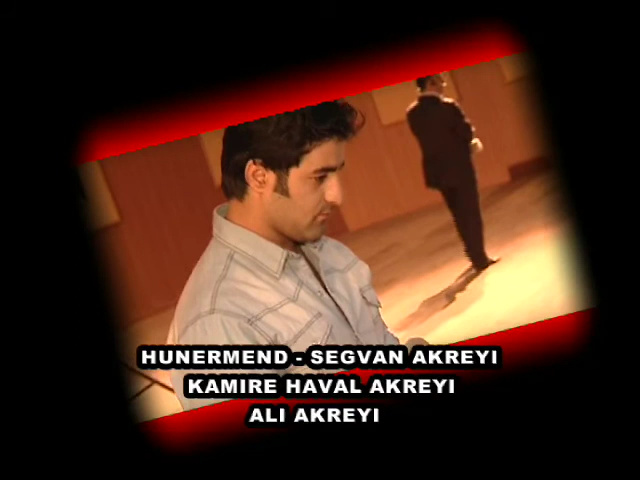 HUNERMEND - SEGVAN AKREYI
KAMIRE HAVAL AKREYI
ALI AKREYI